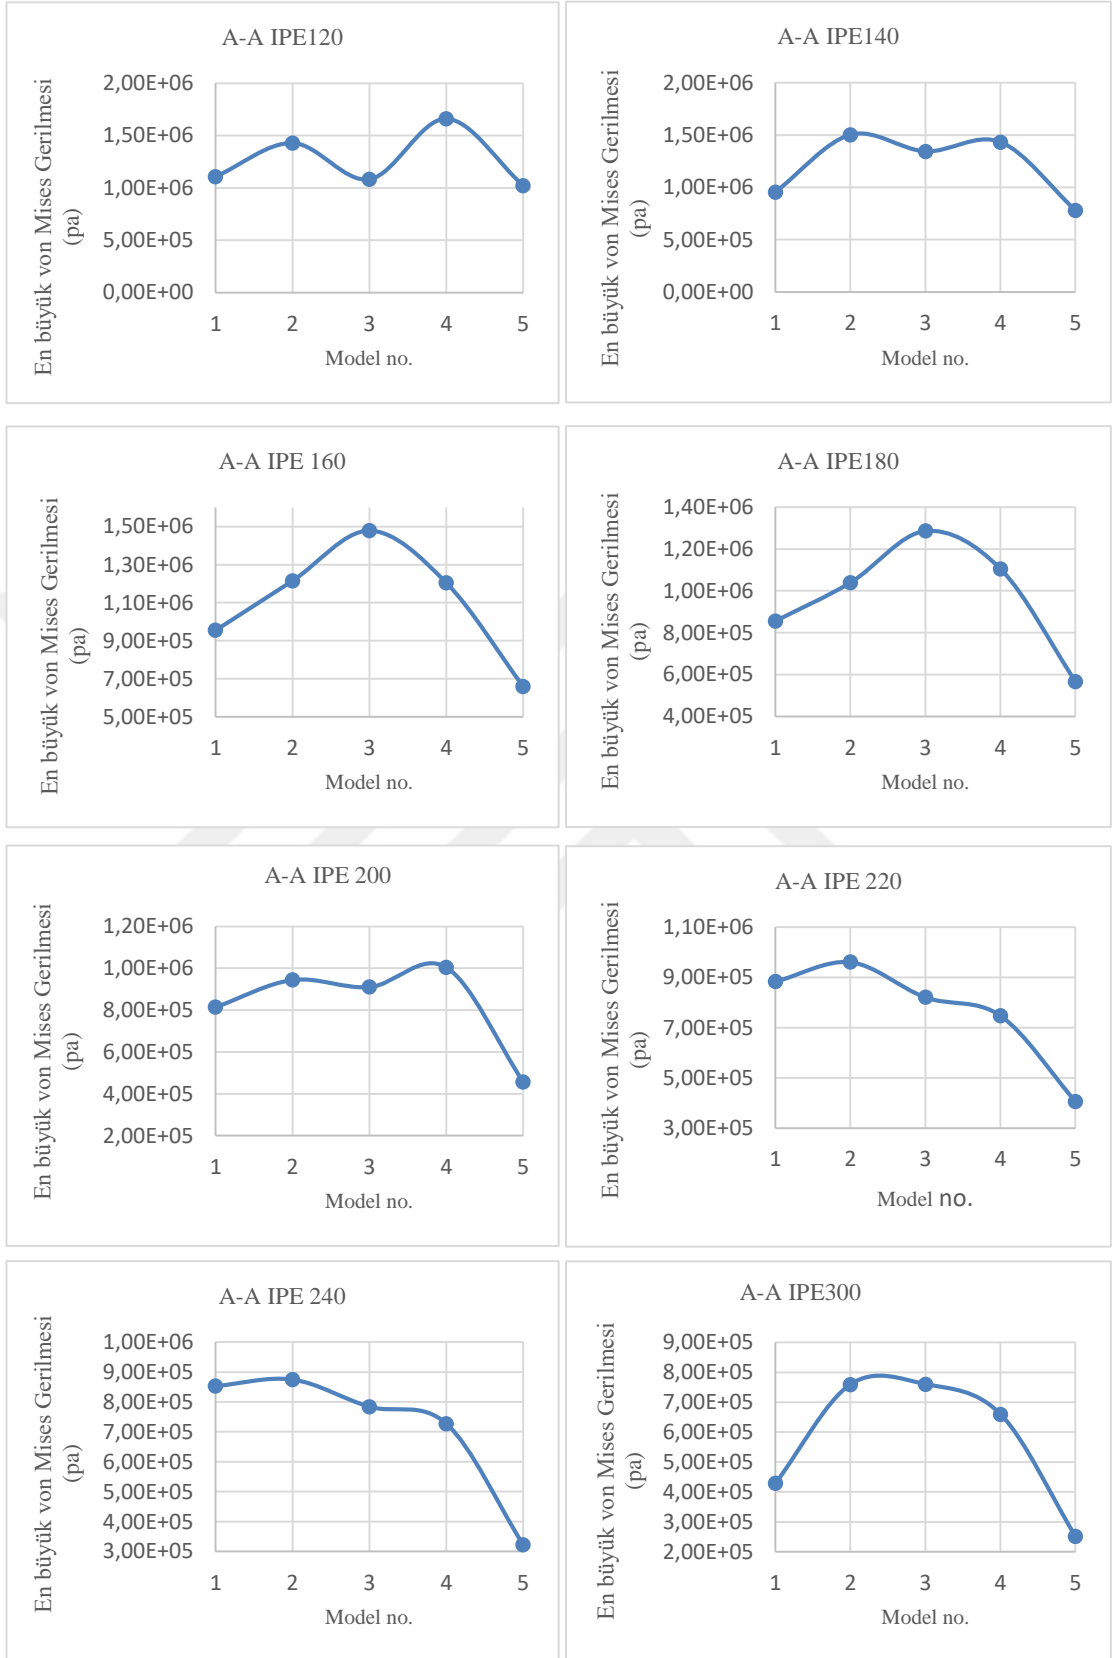 A-A IPE120
En büyük von Mises Gerilmesi
(pa)
2,00E+06
1,50E+06
1,00E+06
5,00E+05
0,00E+00
1 2 3 4 5
Model no.
A-A IPE140
En büyük von Mises Gerilmesi
(pa)
2,00E+06
1,50E+06
1,00E+06
5,00E+05
0,00E+00
1 2 3 4 5
Model no.
A-A IPE 160
En büyük von Mises Gerilmesi
(pa)
1,50E+06
1,30E+06
1,10E+06
9,00E+05
7,00E+05
5,00E+05
1 2 3 4 5
Model no.
A-A IPE180
En büyük von Mises Gerilmesi
(pa)
1,40E+06
1,20E+06
1,00E+06
8,00E+05
6,00E+05
4,00E+05
1 2 3 4 5
Model no.
A-A IPE 200
En büyük von Mises Gerilmesi
(pa)
1,20E+06
1,00E+06
8,00E+05
6,00E+05
4,00E+05
2,00E+05
1 2 3 4 5
Model no.
A-A IPE 220
En büyük von Mises Gerilmesi
(pa)
1,10E+06
9,00E+05
7,00E+05
5,00E+05
3,00E+05
1 2 3 4 5
Model no.
A-A IPE 240
En büyük von Mises Gerilmesi
(pa)
1,00E+06
9,00E+05
8,00E+05
7,00E+05
6,00E+05
5,00E+05
4,00E+05
3,00E+05
1 2 3 4 5
Model no.
A-A IPE300
En büyük von Mises Gerilmesi
(pa)
9,00E+05
8,00E+05
7,00E+05
6,00E+05
5,00E+05
4,00E+05
3,00E+05
2,00E+05
1 2 3 4 5
Model no.